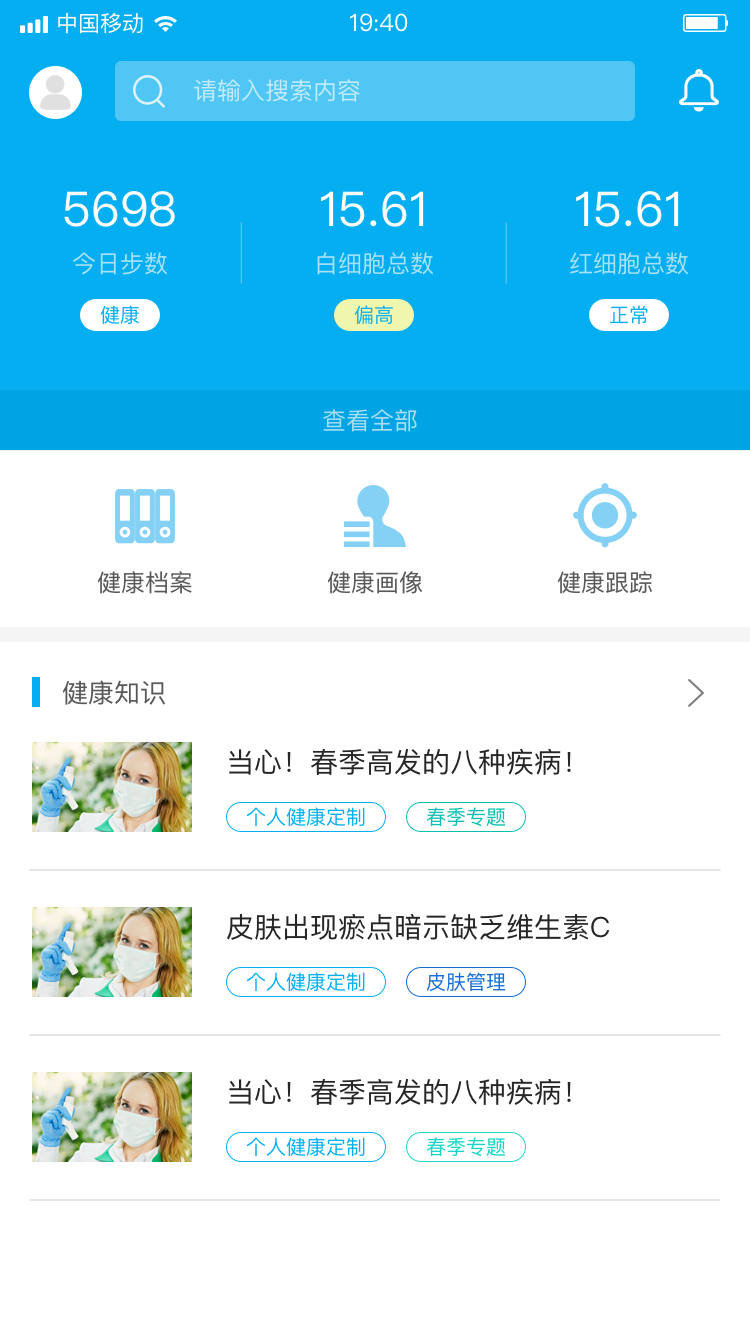 中国移动 19:40
请输入搜索内容
5698 15.61 15.61
今日步数 白细胞总数 红细胞总数
健康 偏高 正常
查看全部
健康档案 健康画像 健康跟踪
健康知识
当心！春季高发的八种疾病！
个人健康定制 春季专题
皮肤出现瘀点暗示缺乏维生素C
个人健康定制 皮肤管理
当心！春季高发的八种疾病！
个人健康定制 春季专题